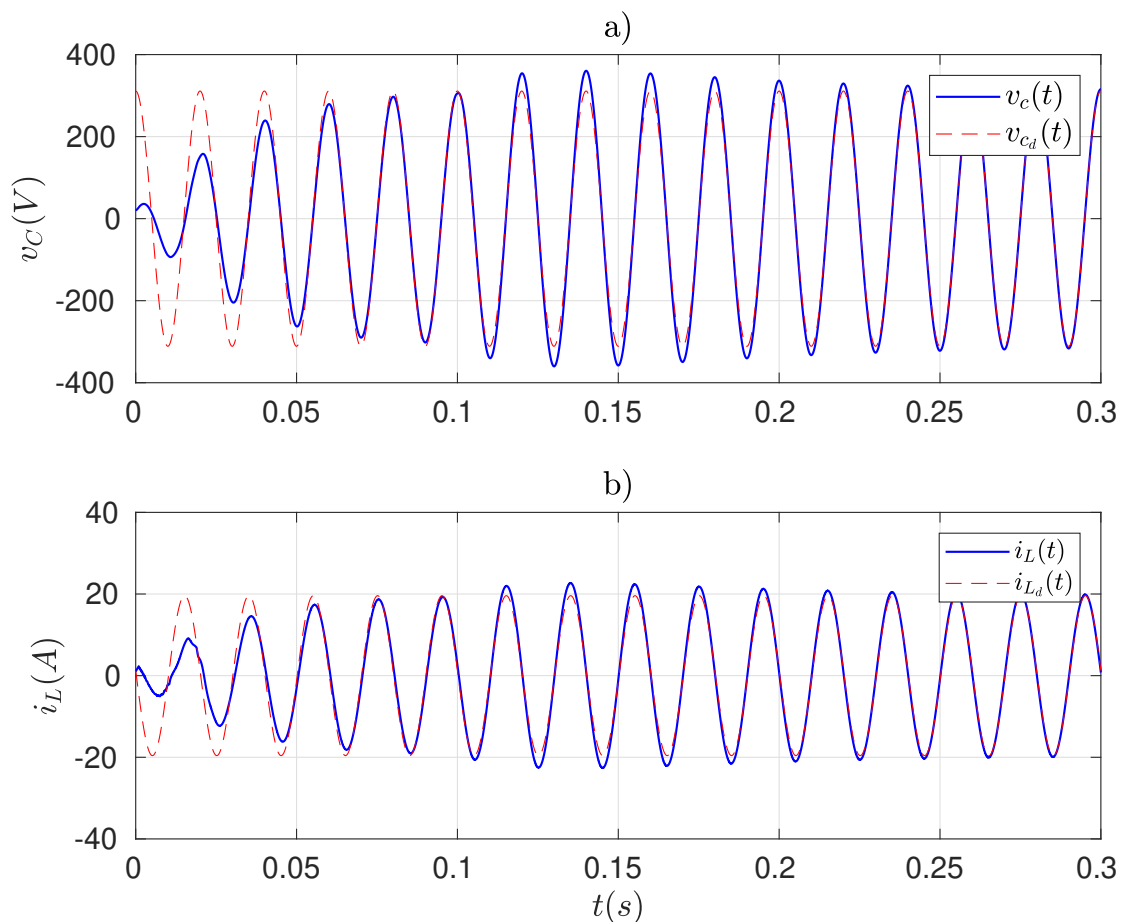 a)
400
200
0
-200
-400
v_C(V)
v_c(t)
v_{c_d}(t)
0 0.05 0.1 0.15 0.2 0.25 0.3
b)
40
20
0
-20
-40
i_L(A)
i_L(t)
i_{L_d}(t)
0 0.05 0.1 0.15 0.2 0.25 0.3
t(s)